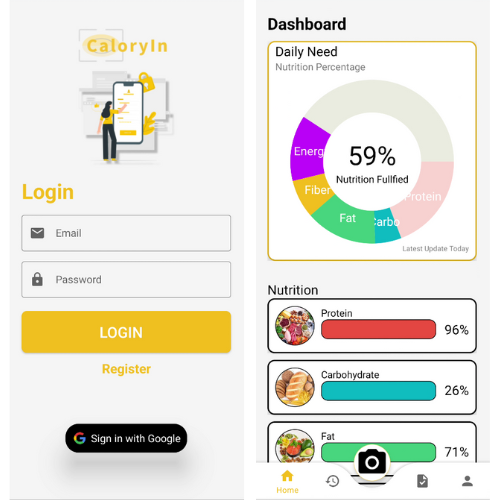 CaloryIn
Login
Email
Password
LOGIN
Register
Sign in with Google
Dashboard
Daily Need
Nutrition Percentage
Energ
Fiber
Fat
Carbo
Protein
59%
Nutrition Fullfied
Latest Update Today
Nutrition
Protein
96%
Carbohydrate
26%
Fat
71%
Home